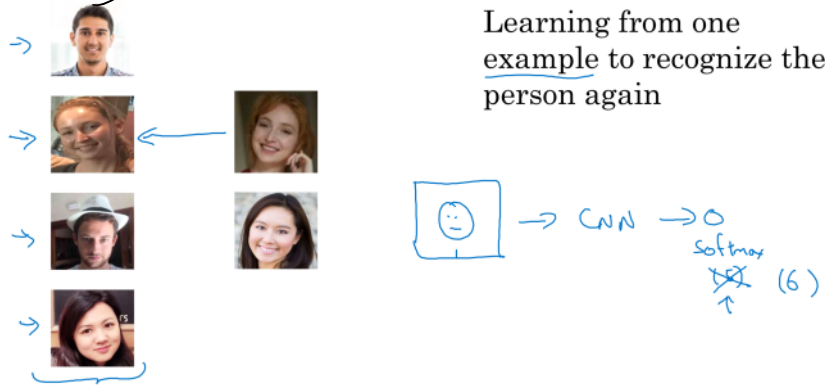 Learning from one
example to recognize the
person again
→ CNN → O
softmax
(6)